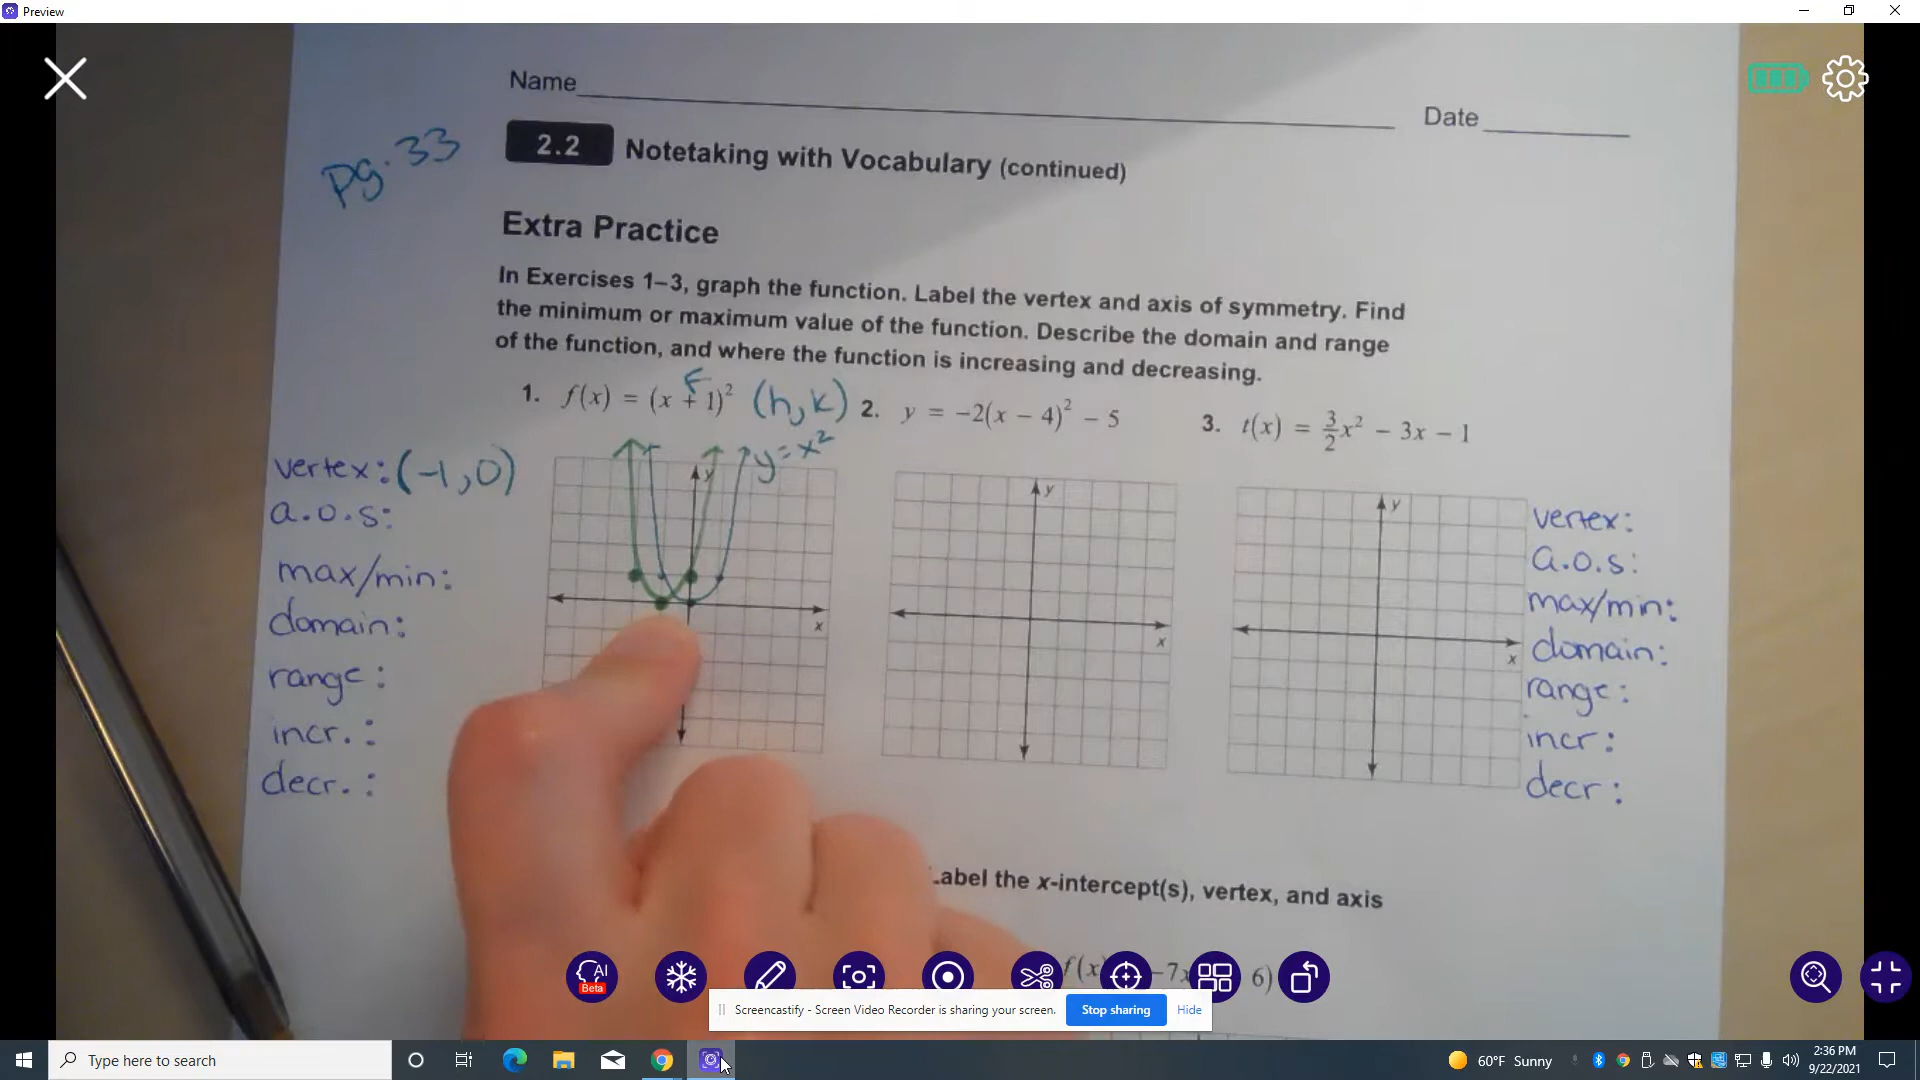 Preview
Name
Date
pg. 33
2.2 Notetaking with Vocabulary (continued)
Extra Practice
In Exercises 1–3, graph the function. Label the vertex and axis of symmetry. Find
the minimum or maximum value of the function. Describe the domain and range
of the function, and where the function is increasing and decreasing.
1. f(x) = (x + 1)² (h,k) 2. y = −2(x − 4)² − 5 3. t(x) = 3/2x² − 3x − 1
y=x²
vertex: (-1,0)
a.o.s:
max/min:
domain:
range:
incr.:
decr.:
y
x
y
x
y
x
vertex:
a.o.s:
max/min:
domain:
range:
incr:
decr:
Label the x-intercept(s), vertex, and axis
f(x) −7x 6)
AI
Beta
Screencastify - Screen Video Recorder is sharing your screen. Stop sharing Hide
Type here to search
60°F Sunny
2:36 PM
9/22/2021